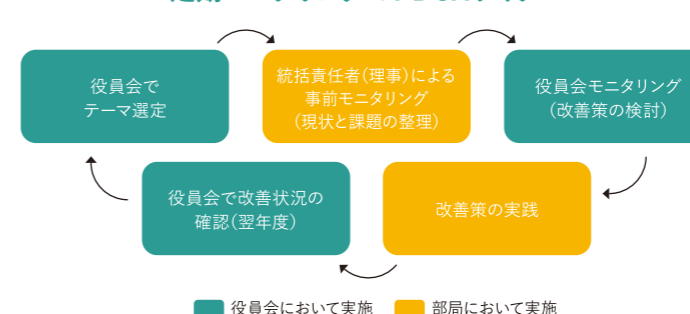 役員会で
テーマ選定
統括責任者(理事)による
事前モニタリング
(現状と課題の整理)
役員会モニタリング
(改善策の検討)
役員会で改善状況の
確認(翌年度)
改善策の実践
役員会において実施
部局において実施